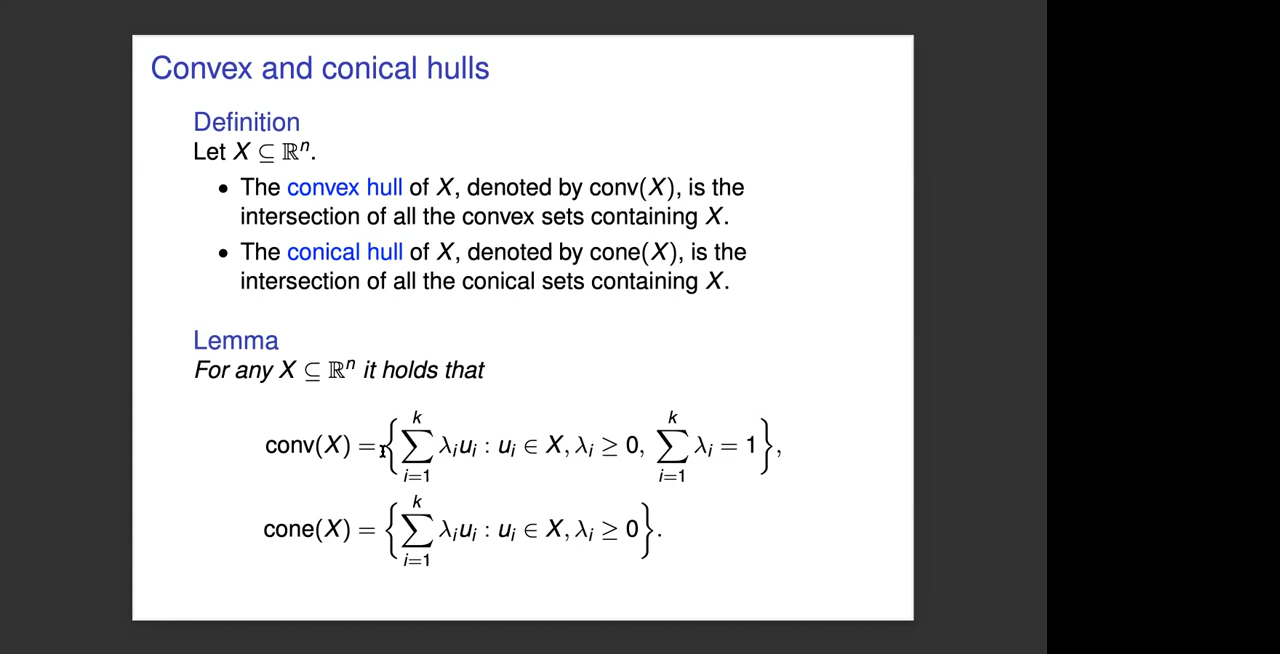 Convex and conical hulls
Definition
Let X ⊆ ℝⁿ.
• The convex hull of X, denoted by conv(X), is the
intersection of all the convex sets containing X.
• The conical hull of X, denoted by cone(X), is the
intersection of all the conical sets containing X.
Lemma
For any X ⊆ ℝⁿ it holds that
conv(X) = { ∑_{i=1}^{k} λᵢuᵢ : uᵢ ∈ X, λᵢ ≥ 0, ∑_{i=1}^{k} λᵢ = 1 },
cone(X) = { ∑_{i=1}^{k} λᵢuᵢ : uᵢ ∈ X, λᵢ ≥ 0 }.